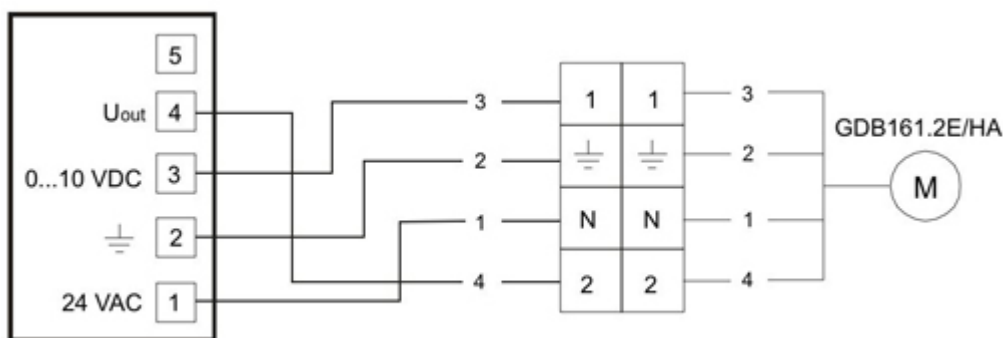 5
Uout 4
0...10 VDC 3
2
24 VAC 1
3 1 1 3
2 2
1 N N 1
4 2 2 4
GDB161.2E/HA
M